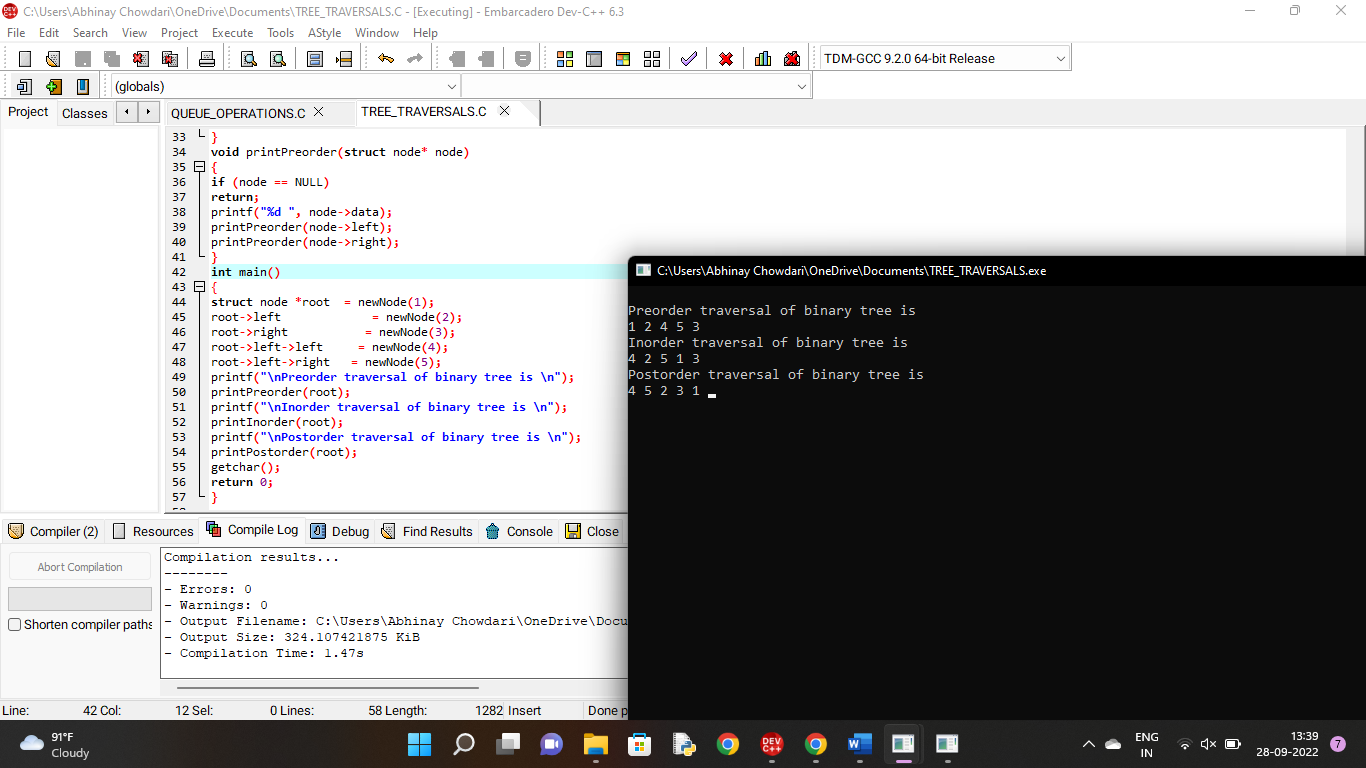 C:\Users\Abhinay Chowdari\OneDrive\Documents\TREE_TRAVERSALS.C - [Executing] - Embarcadero Dev-C++ 6.3
File Edit Search View Project Execute Tools AStyle Window Help
TDM-GCC 9.2.0 64-bit Release
(globals)
Project Classes QUEUE_OPERATIONS.C TREE_TRAVERSALS.C
33 }
34 void printPreorder(struct node* node)
35 {
36 if (node == NULL)
37 return;
38 printf("%d ", node->data);
39 printPreorder(node->left);
40 printPreorder(node->right);
41 }
42 int main()
43 {
44 struct node *root  = newNode(1);
45 root->left             = newNode(2);
46 root->right           = newNode(3);
47 root->left->left     = newNode(4);
48 root->left->right   = newNode(5);
49 printf("\nPreorder traversal of binary tree is \n");
50 printPreorder(root);
51 printf("\nInorder traversal of binary tree is \n");
52 printInorder(root);
53 printf("\nPostorder traversal of binary tree is \n");
54 printPostorder(root);
55 getchar();
56 return 0;
57 }
C:\Users\Abhinay Chowdari\OneDrive\Documents\TREE_TRAVERSALS.exe
Preorder traversal of binary tree is
1 2 4 5 3
Inorder traversal of binary tree is
4 2 5 1 3
Postorder traversal of binary tree is
4 5 2 3 1
Compiler (2) Resources Compile Log Debug Find Results Console Close
Abort Compilation
Shorten compiler paths
Compilation results...
--------
- Errors: 0
- Warnings: 0
- Output Filename: C:\Users\Abhinay Chowdari\OneDrive\Docu
- Output Size: 324.107421875 KiB
- Compilation Time: 1.47s
Line: 42 Col: 12 Sel: 0 Lines: 58 Length: 1282 Insert Done p
91°F
Cloudy
DEV C++
ENG
IN
13:39
28-09-2022
7